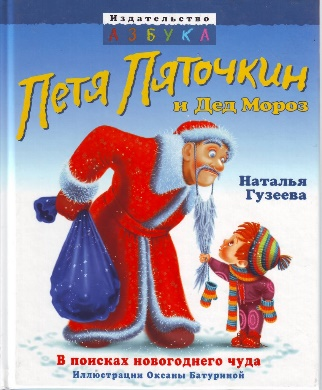 Издательство
АЗБУКА
Петя Пяточкин
и Дед Мороз
Наталья
Гузеева
В поисках новогоднего чуда
Иллюстрации Оксаны Батуриной